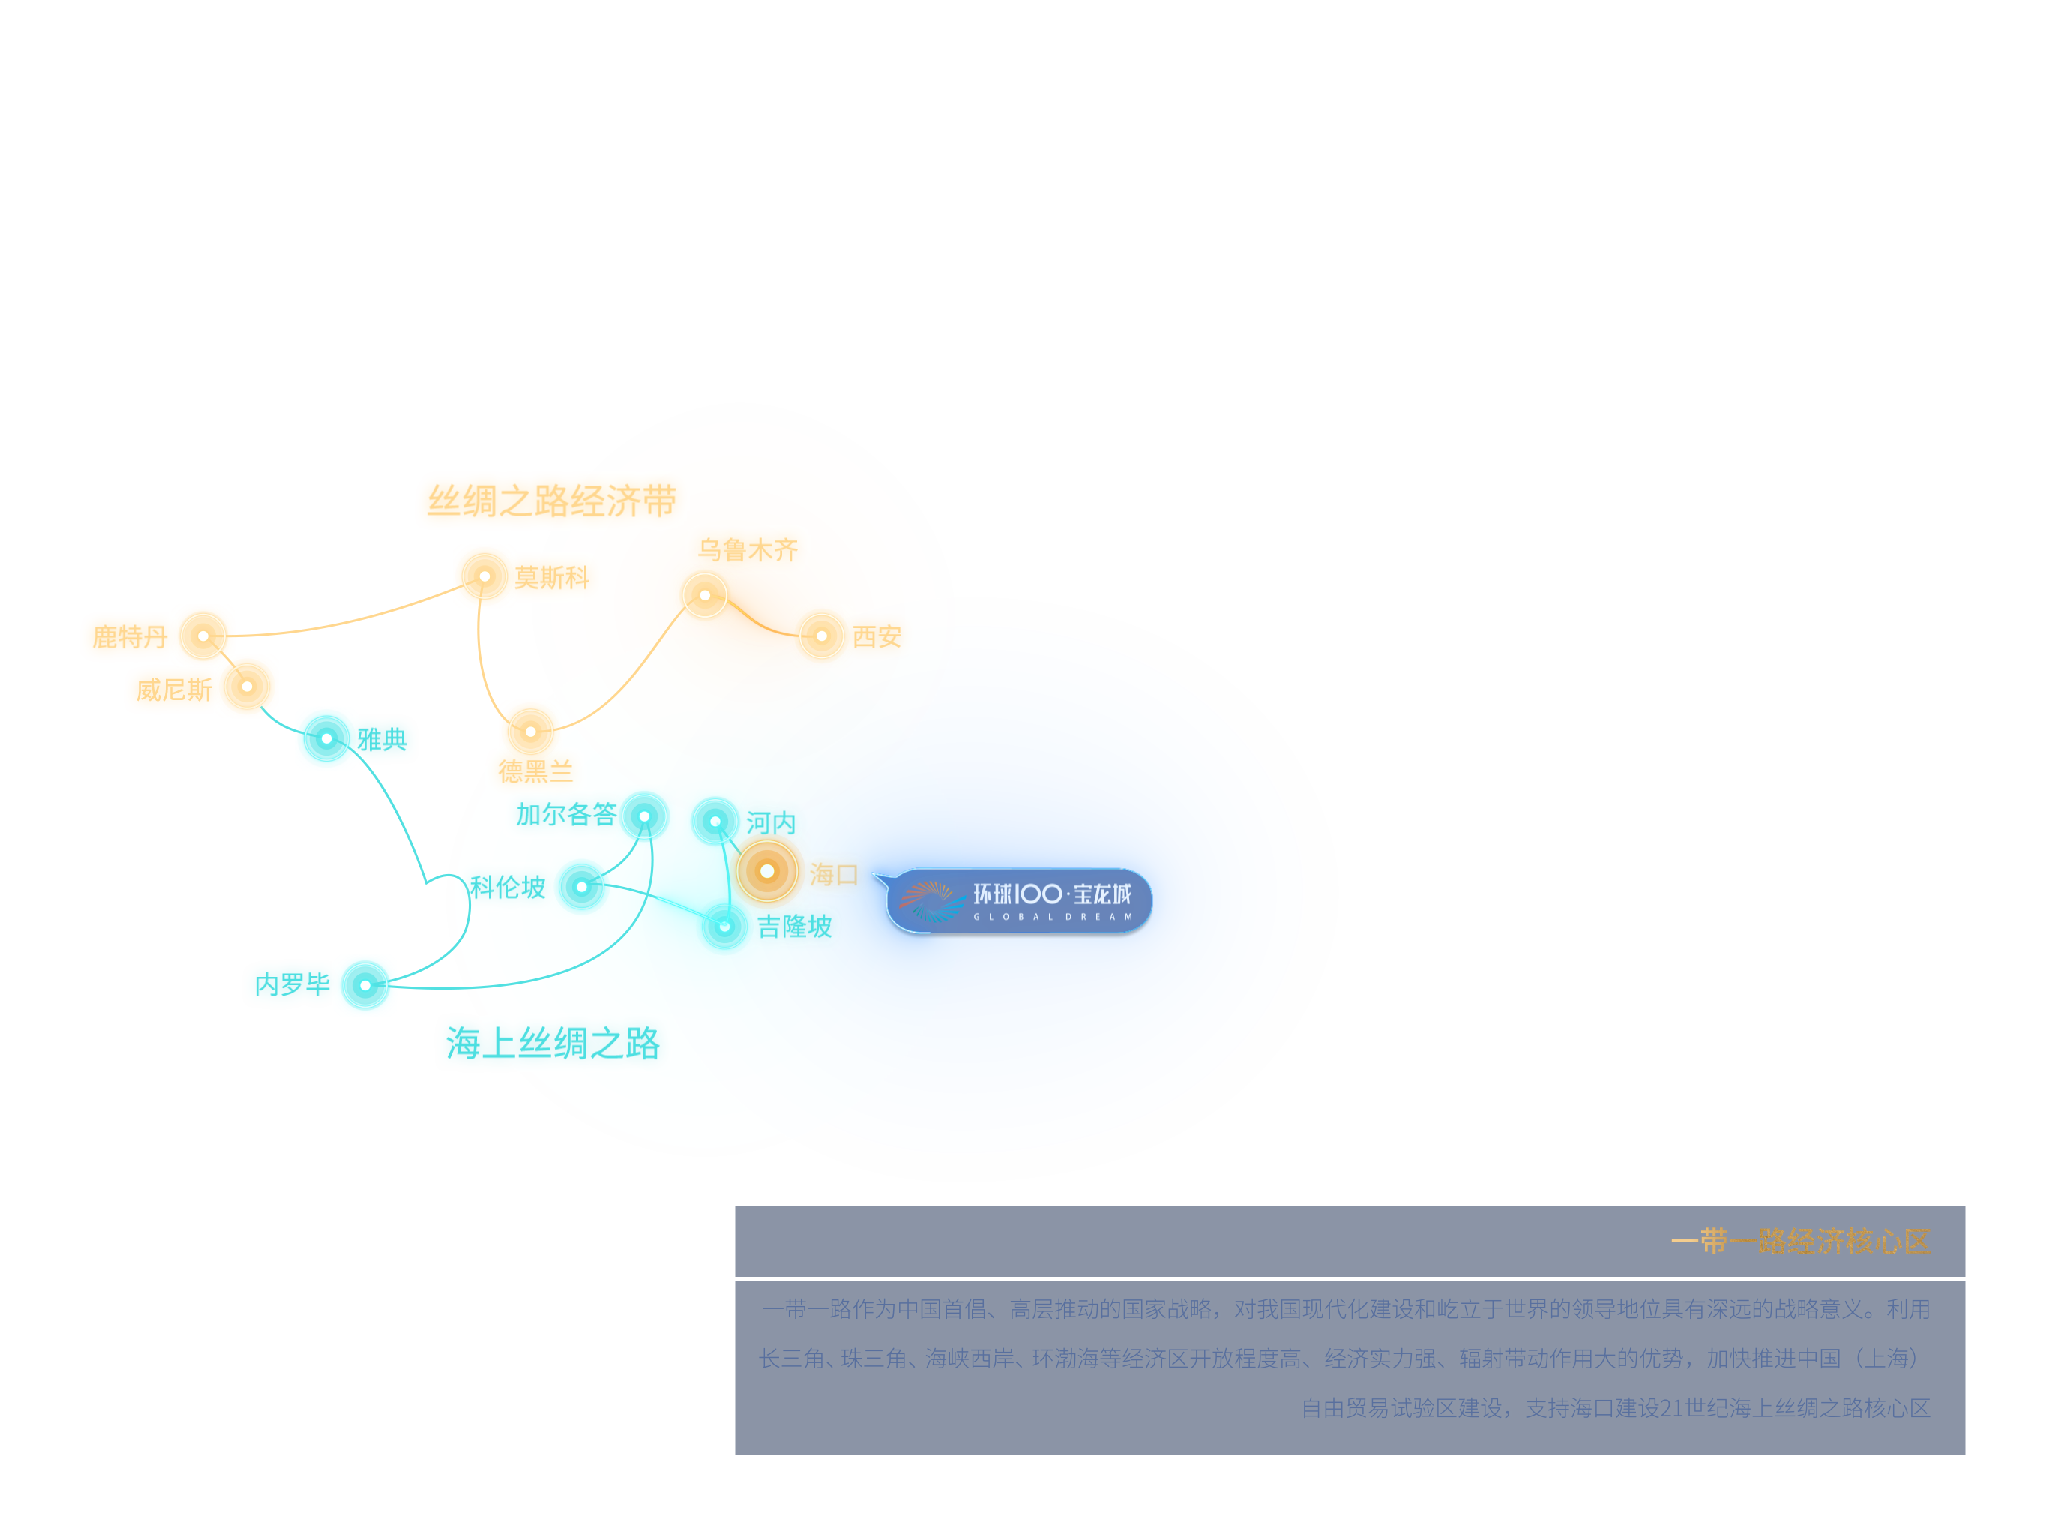 丝绸之路经济带
乌鲁木齐
莫斯科
鹿特丹
西安
威尼斯
雅典
德黑兰
加尔各答
河内
海口
科伦坡
环球100·宝龙城
GLOBAL DREAM
吉隆坡
内罗毕
海上丝绸之路
一带一路经济核心区
一带一路作为中国首倡、高层推动的国家战略，对我国现代化建设和屹立于世界的领导地位具有深远的战略意义。利用
长三角、珠三角、海峡西岸、环渤海等经济区开放程度高、经济实力强、辐射带动作用大的优势，加快推进中国（上海）
自由贸易试验区建设，支持海口建设21世纪海上丝绸之路核心区